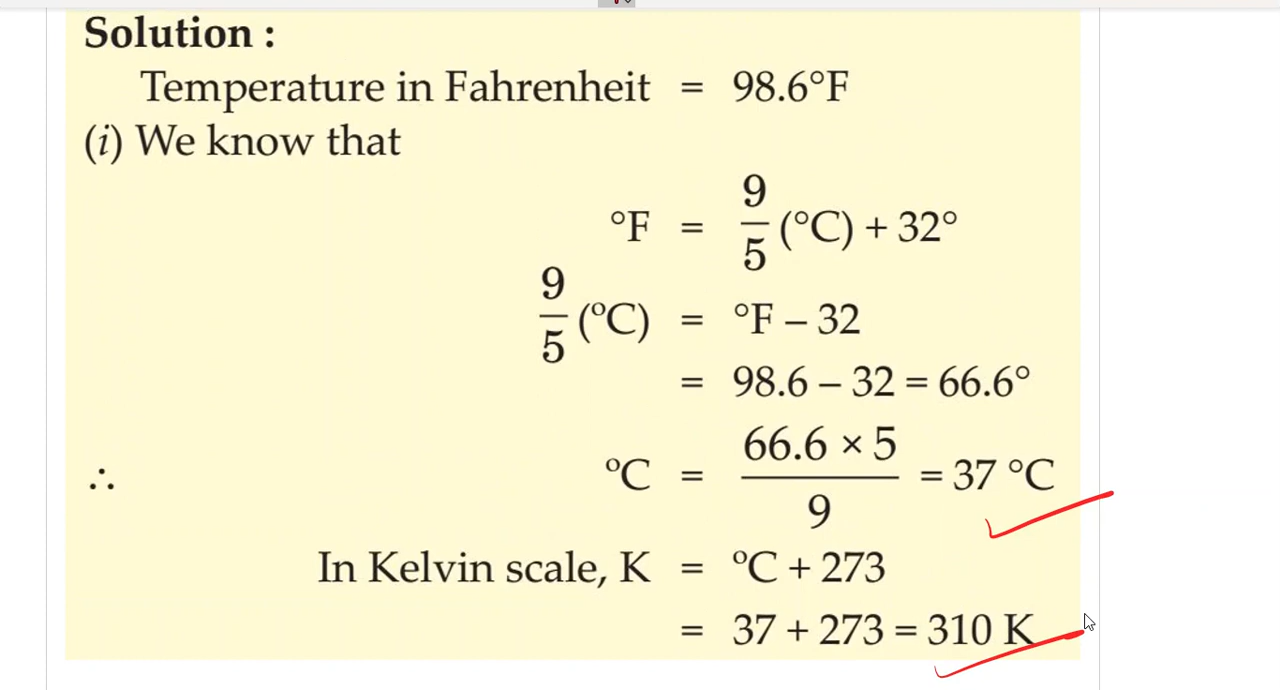 Solution :
Temperature in Fahrenheit = 98.6°F
(i) We know that
°F = 9/5 (°C) + 32°
9/5 (°C) = °F – 32
= 98.6 – 32 = 66.6°
∴ °C = 66.6 × 5 / 9 = 37 °C
In Kelvin scale, K = °C + 273
= 37 + 273 = 310 K